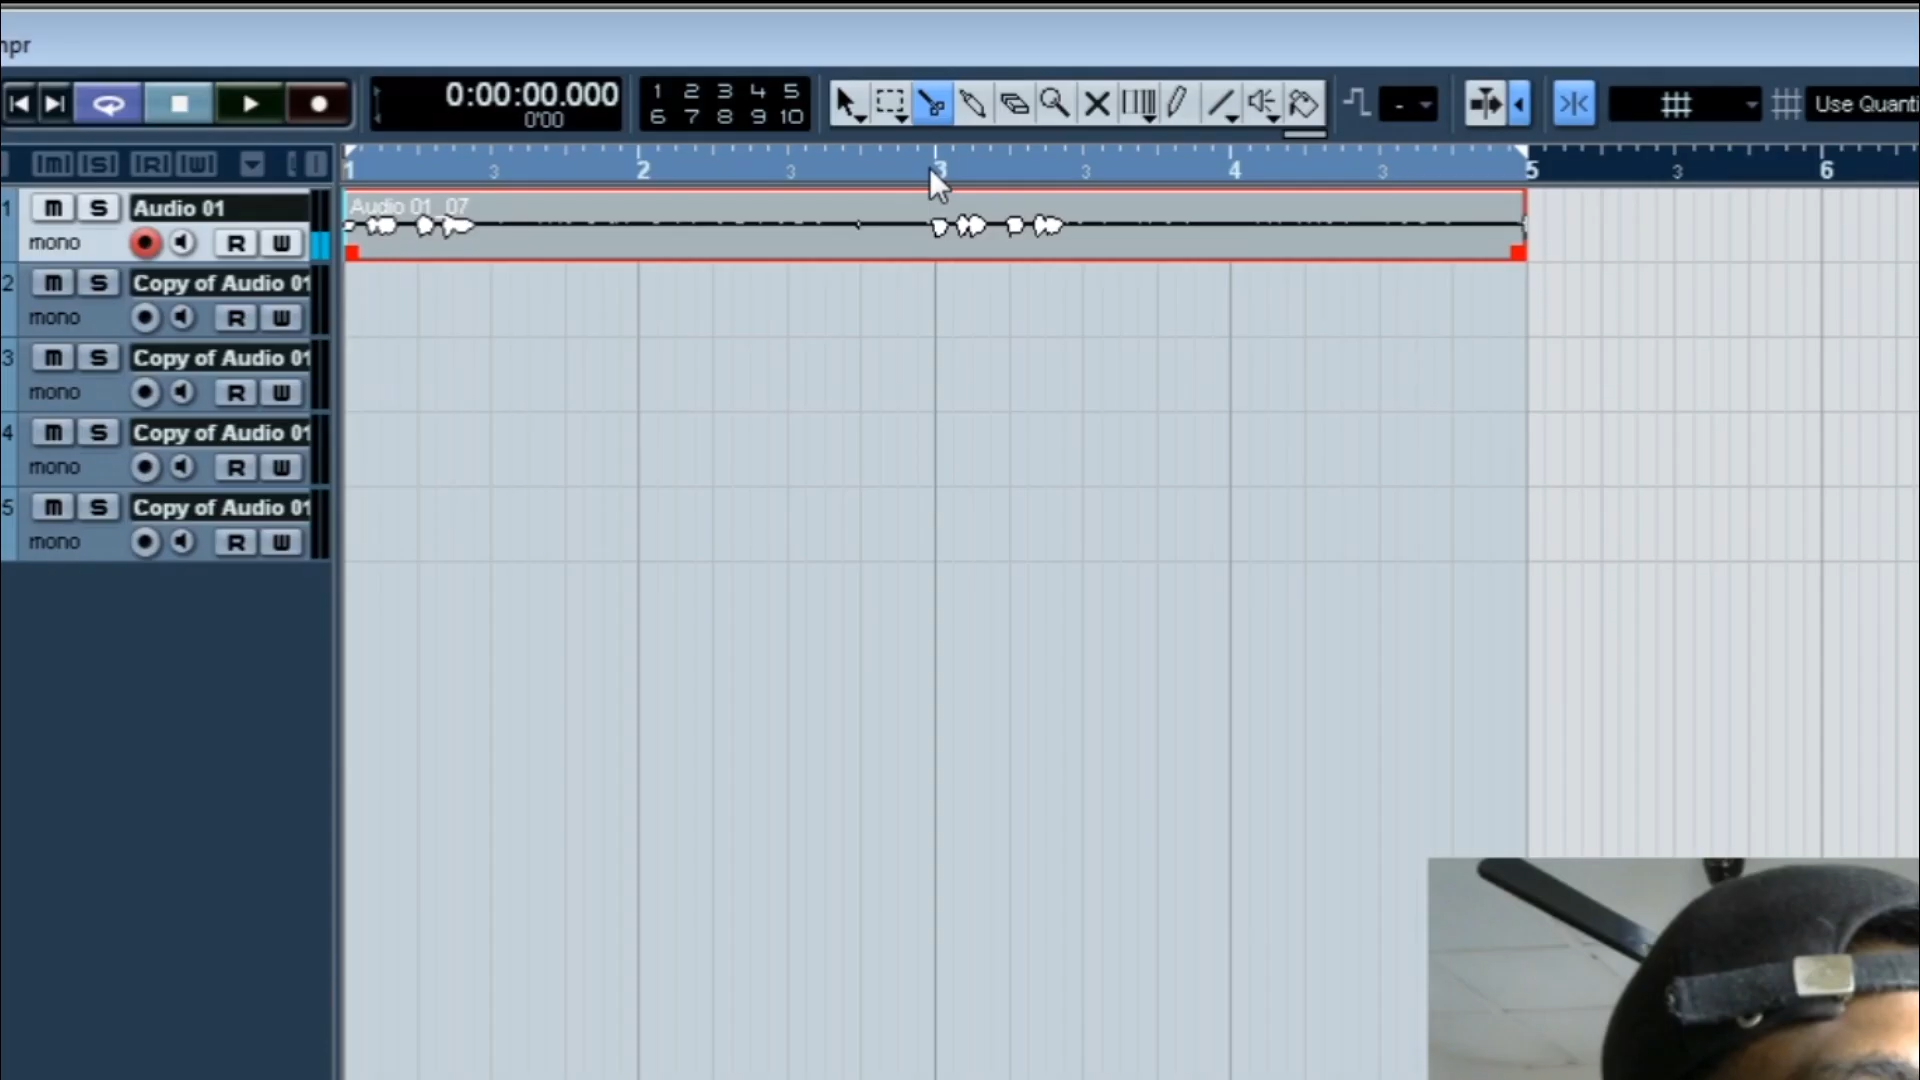 npr
0:00:00.000
0'00
1 2 3 4 5
6 7 8 9 10
-
Use Quanti
M S R W
1 3 2 3 3 3 4 3 5 3 6
1 m S Audio 01
mono R W
Audio 01_07
2 m S Copy of Audio 01
mono R W
3 m S Copy of Audio 01
mono R W
4 m S Copy of Audio 01
mono R W
5 m S Copy of Audio 01
mono R W